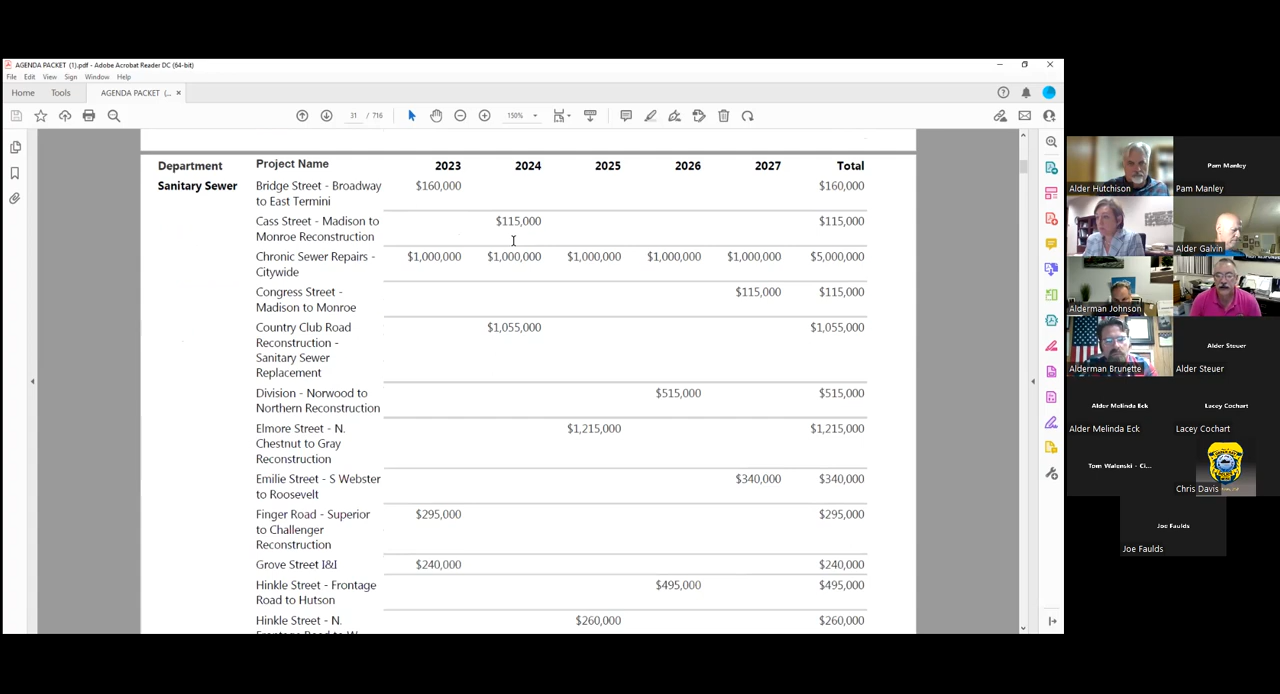 AGENDA PACKET (1).pdf - Adobe Acrobat Reader DC (64-bit)
File Edit View Sign Window Help
Home Tools AGENDA PACKET (... ×
31 / 716 150%
Department Project Name 2023 2024 2025 2026 2027 Total
Sanitary Sewer Bridge Street - Broadway $160,000 $160,000
to East Termini
Cass Street - Madison to $115,000 $115,000
Monroe Reconstruction
Chronic Sewer Repairs - $1,000,000 $1,000,000 $1,000,000 $1,000,000 $1,000,000 $5,000,000
Citywide
Congress Street - $115,000 $115,000
Madison to Monroe
Country Club Road $1,055,000 $1,055,000
Reconstruction -
Sanitary Sewer
Replacement
Division - Norwood to $515,000 $515,000
Northern Reconstruction
Elmore Street - N. $1,215,000 $1,215,000
Chestnut to Gray
Reconstruction
Emilie Street - S Webster $340,000 $340,000
to Roosevelt
Finger Road - Superior $295,000 $295,000
to Challenger
Reconstruction
Grove Street I&I $240,000 $240,000
Hinkle Street - Frontage $495,000 $495,000
Road to Hutson
Hinkle Street - N. $260,000 $260,000
Alder Hutchison
Pam Manley
Pam Manley
Alder Galvin
Alderman Johnson
Alderman Brunette
Alder Steuer
Alder Steuer
Alder Melinda Eck
Alder Melinda Eck
Lacey Cochart
Lacey Cochart
Tom Walenski - Ci...
Chris Davis
Joe Faulds
Joe Faulds